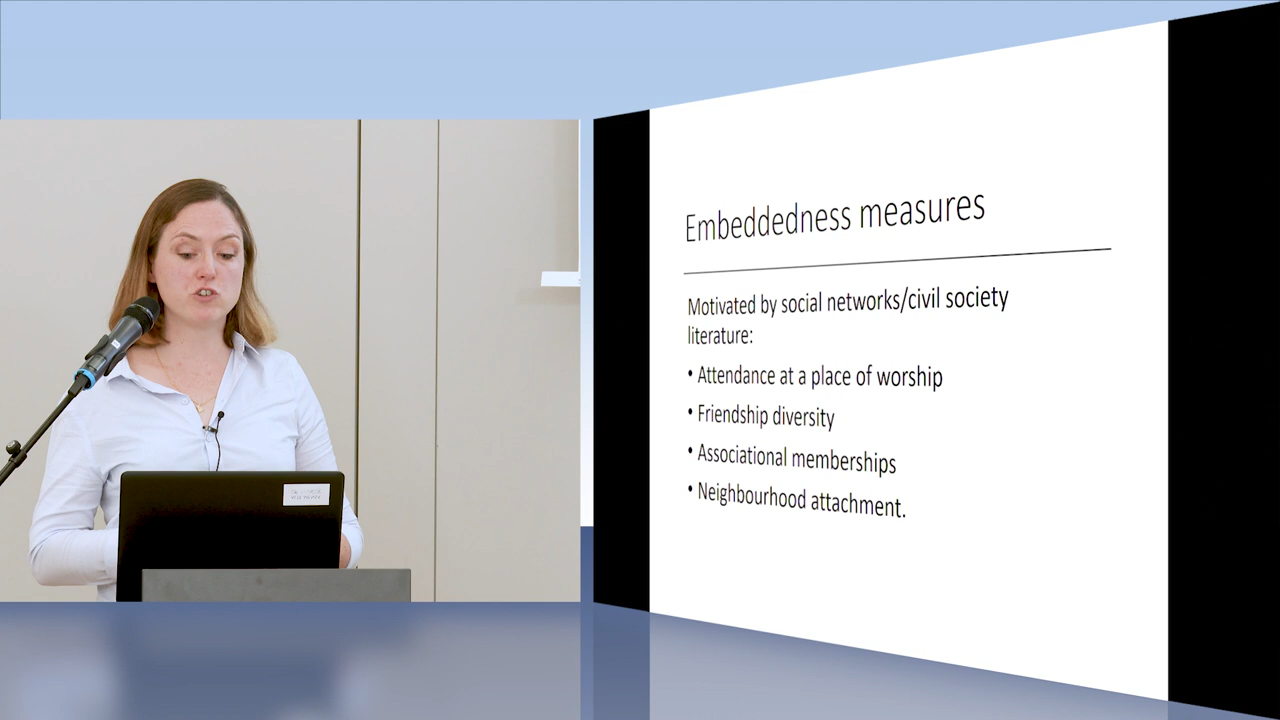 Embeddedness measures
Motivated by social networks/civil society
literature:
• Attendance at a place of worship
• Friendship diversity
• Associational memberships
• Neighbourhood attachment.